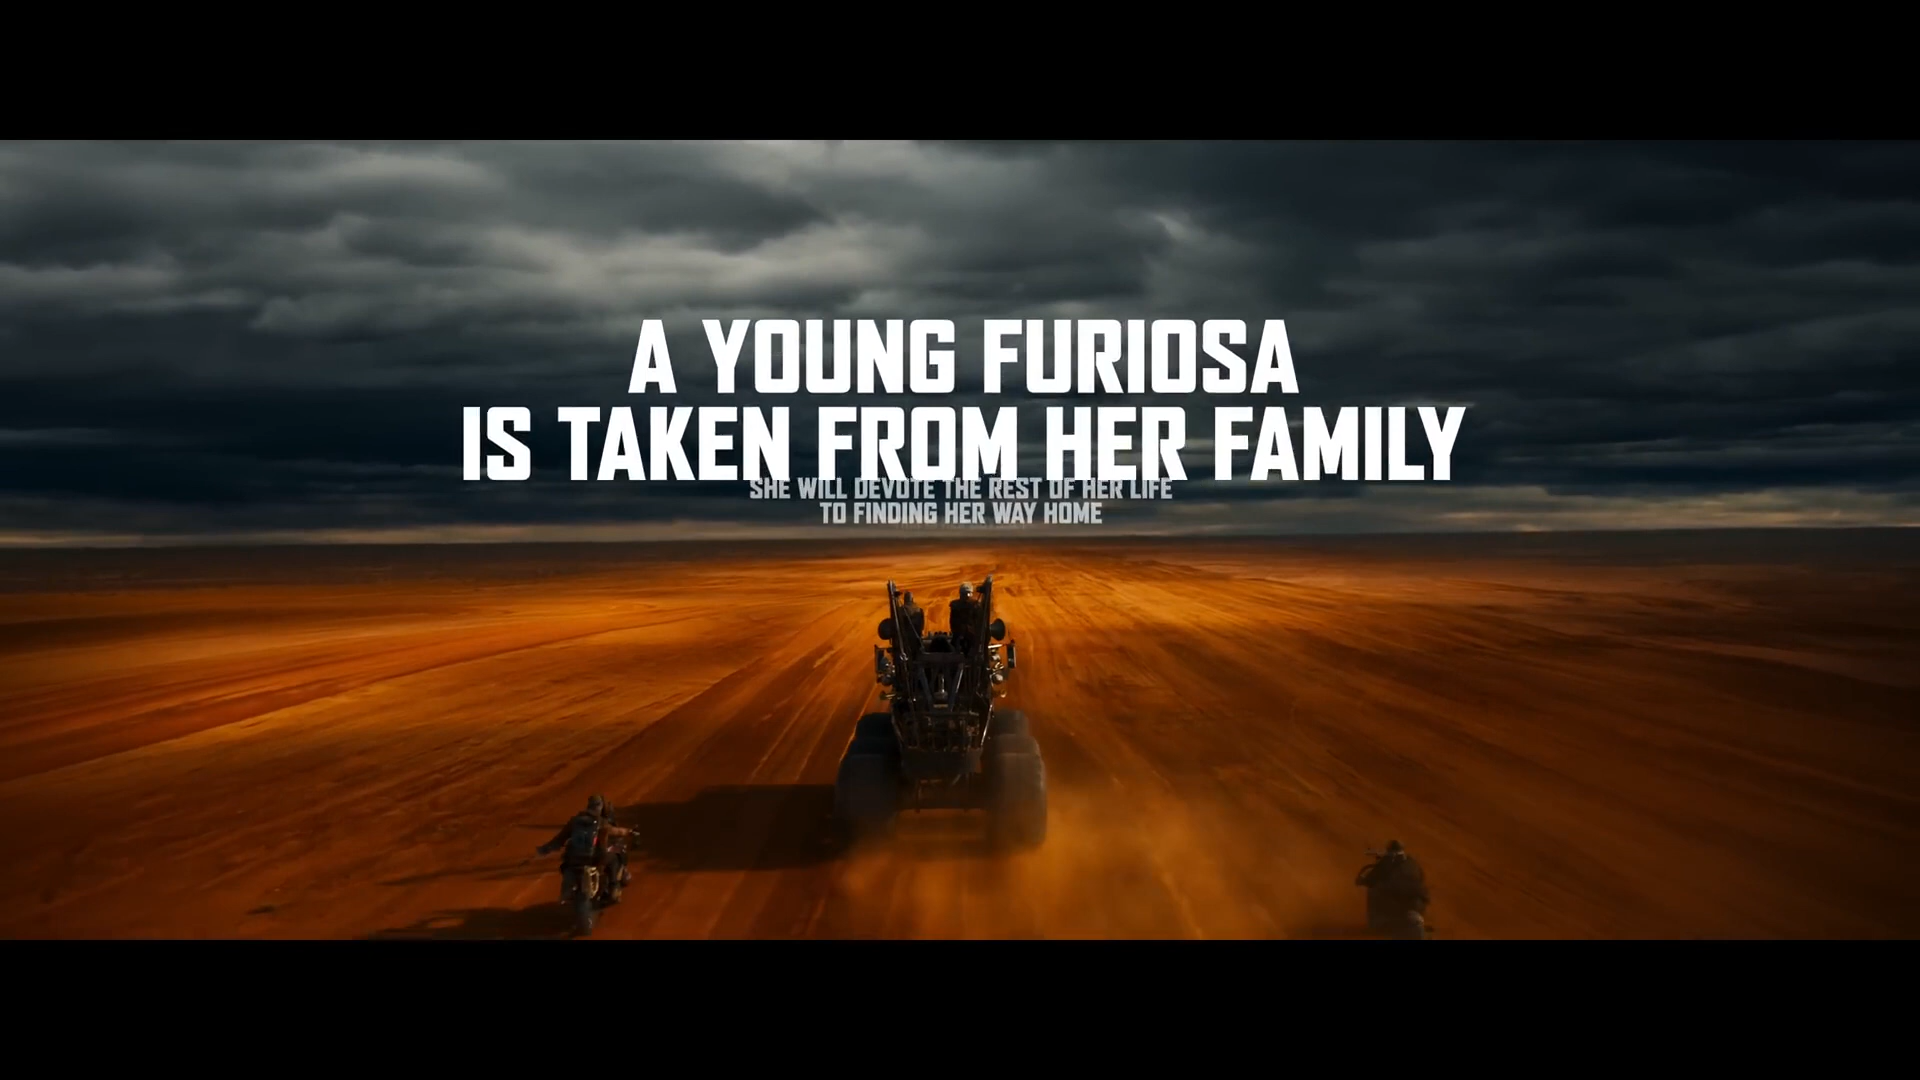 A YOUNG FURIOSA
IS TAKEN FROM HER FAMILY
SHE WILL DEVOTE THE REST OF HER LIFE
TO FINDING HER WAY HOME